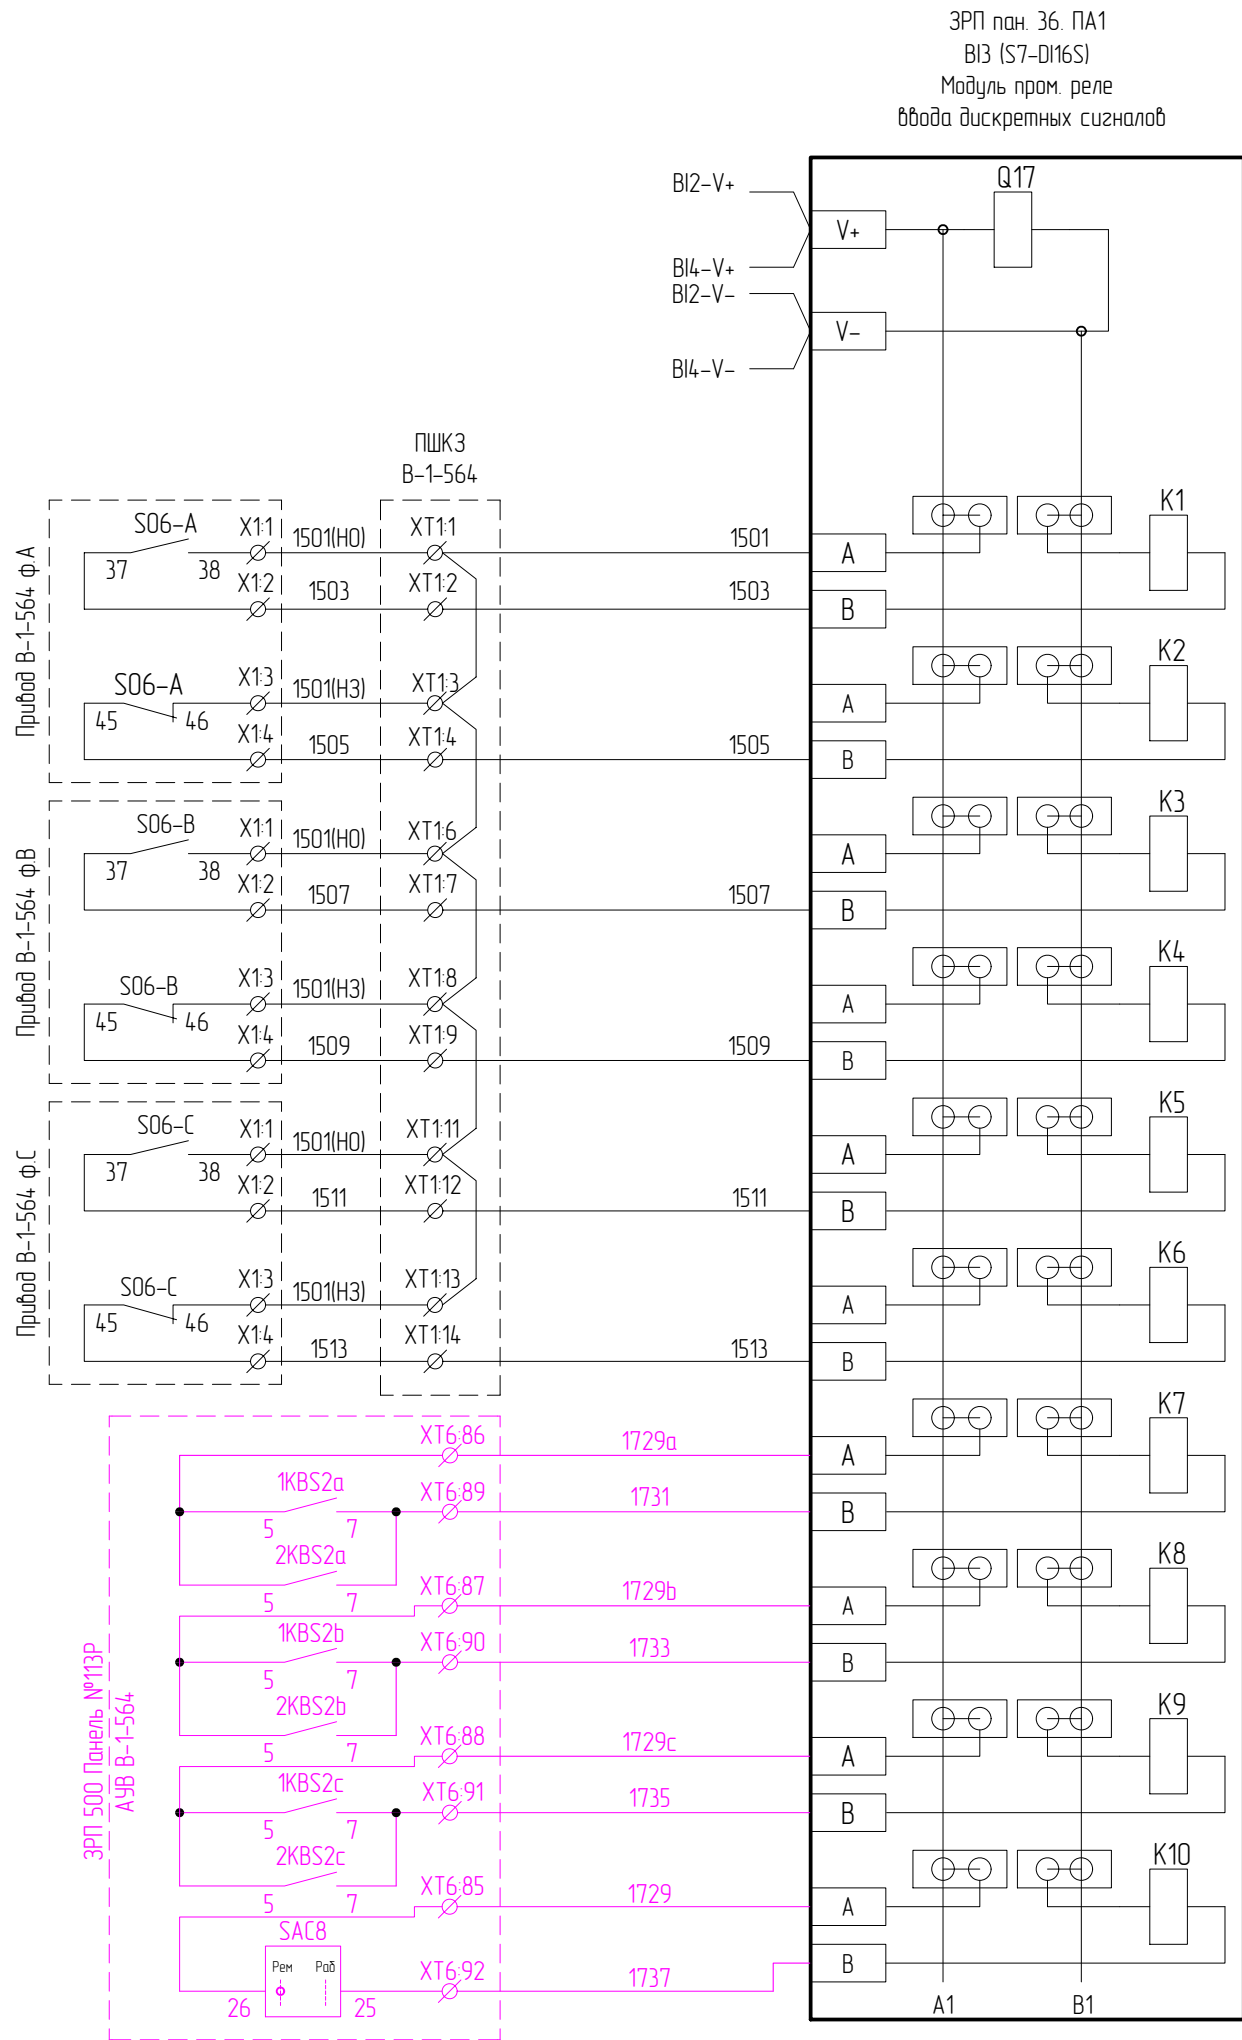 ЗРП пан. 36. ПА1
BI3 (S7-DI16S)
Модуль пром. реле
ввода дискретных сигналов
Q17
BI2-V+
V+
BI4-V+
BI2-V-
V-
BI4-V-
ПШК3
В-1-564
Привод В-1-564 ф.А
S06-A
37
38
X1:1
1501(НО)
XT1:1
1501
A
K1
X1:2
1503
XT1:2
1503
B
S06-A
45
46
X1:3
1501(НЗ)
XT1:3
A
K2
X1:4
1505
XT1:4
1505
B
Привод В-1-564 ф.В
S06-B
37
38
X1:1
1501(НО)
XT1:6
A
K3
X1:2
1507
XT1:7
1507
B
S06-B
45
46
X1:3
1501(НЗ)
XT1:8
A
K4
X1:4
1509
XT1:9
1509
B
Привод В-1-564 ф.С
S06-C
37
38
X1:1
1501(НО)
XT1:11
A
K5
X1:2
1511
XT1:12
1511
B
S06-C
45
46
X1:3
1501(НЗ)
XT1:13
A
K6
X1:4
1513
XT1:14
1513
B
ЗРП 500 Панель №113Р
АУВ В-1-564
XT6:86
1729a
A
K7
1KBS2a
5
7
XT6:89
1731
B
2KBS2a
5
7
XT6:87
1729b
A
K8
1KBS2b
5
7
XT6:90
1733
B
2KBS2b
5
7
XT6:88
1729c
A
K9
1KBS2c
5
7
XT6:91
1735
B
2KBS2c
5
7
XT6:85
1729
A
K10
SAC8
Рем
Раб
26
25
XT6:92
1737
B
A1
B1